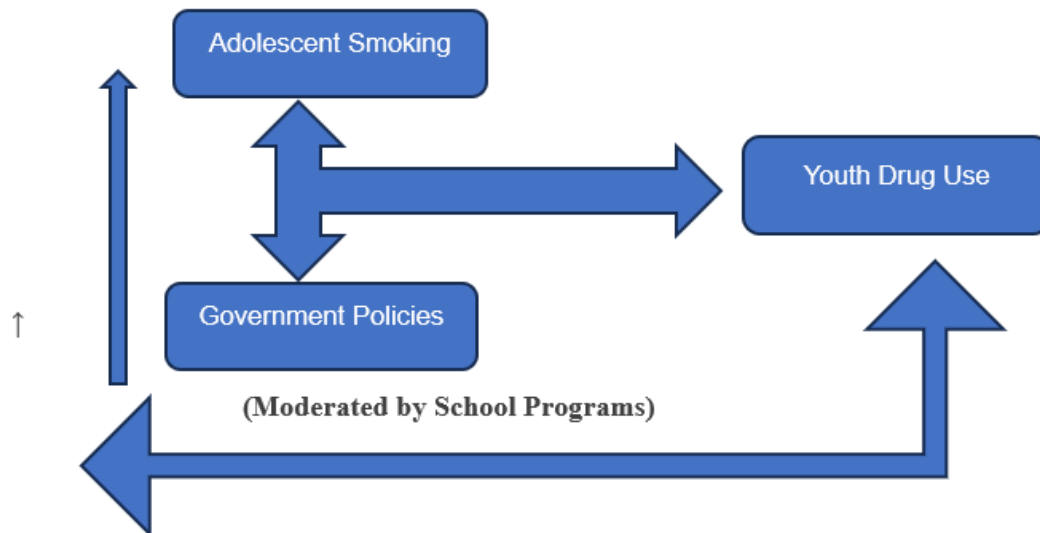 Adolescent Smoking
Youth Drug Use
Government Policies
↑
(Moderated by School Programs)